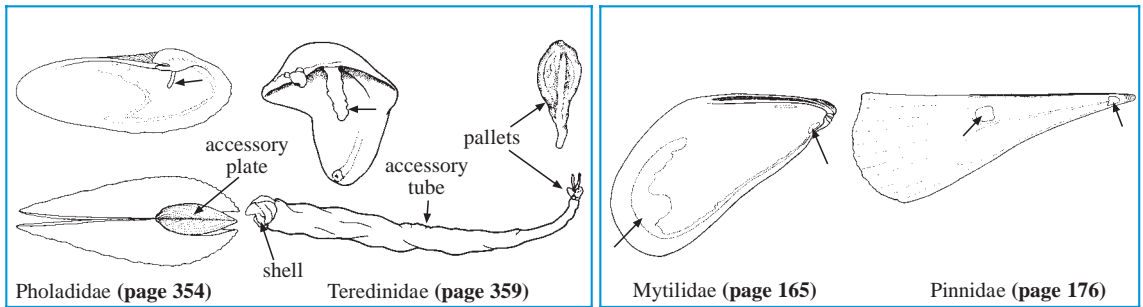 accessory
plate
accessory
tube
pallets
shell
Pholadidae (page 354)
Teredinidae (page 359)
Mytilidae (page 165)
Pinnidae (page 176)